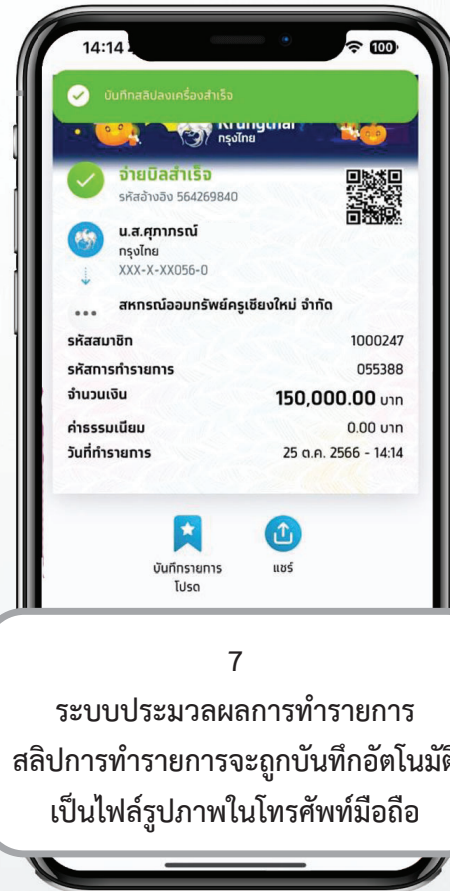 14:14
100
บันทึกสลิปลงเครื่องสำเร็จ
Krungthai
กรุงไทย
จ่ายบิลสำเร็จ
รหัสอ้างอิง 564269840
น.ส.ศุภาภรณ์
กรุงไทย
XXX-X-XX056-0
สหกรณ์ออมทรัพย์ครูเชียงใหม่ จำกัด
รหัสสมาชิก 1000247
รหัสการทำรายการ 055388
จำนวนเงิน 150,000.00 บาท
ค่าธรรมเนียม 0.00 บาท
วันที่ทำรายการ 25 ต.ค. 2566 - 14:14
บันทึกรายการ
โปรด
แชร์
7
ระบบประมวลผลการทำรายการ
สลิปการทำรายการจะถูกบันทึกอัตโนมัติ
เป็นไฟล์รูปภาพในโทรศัพท์มือถือ